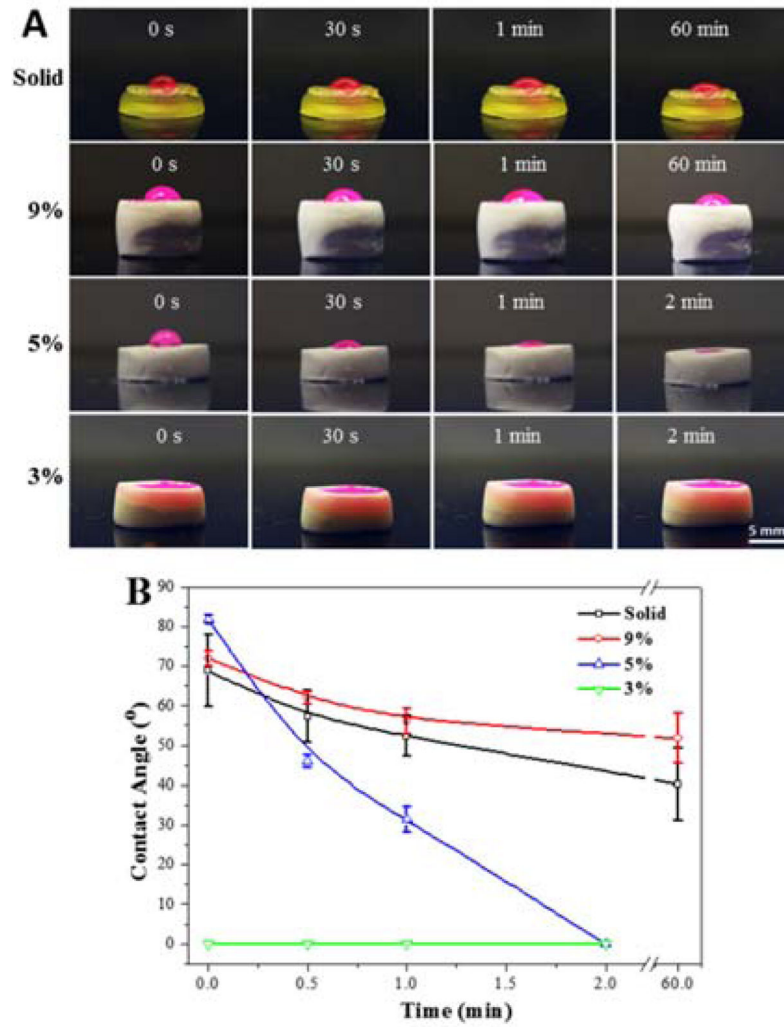 A
Solid
0 s 30 s 1 min 60 min
9%
0 s 30 s 1 min 60 min
5%
0 s 30 s 1 min 2 min
3%
0 s 30 s 1 min 2 min
5 mm
B
Contact Angle (o)
90
80
70
60
50
40
30
20
10
0
Solid
9%
5%
3%
0.0 0.5 1.0 2.0 60.0
Time (min)